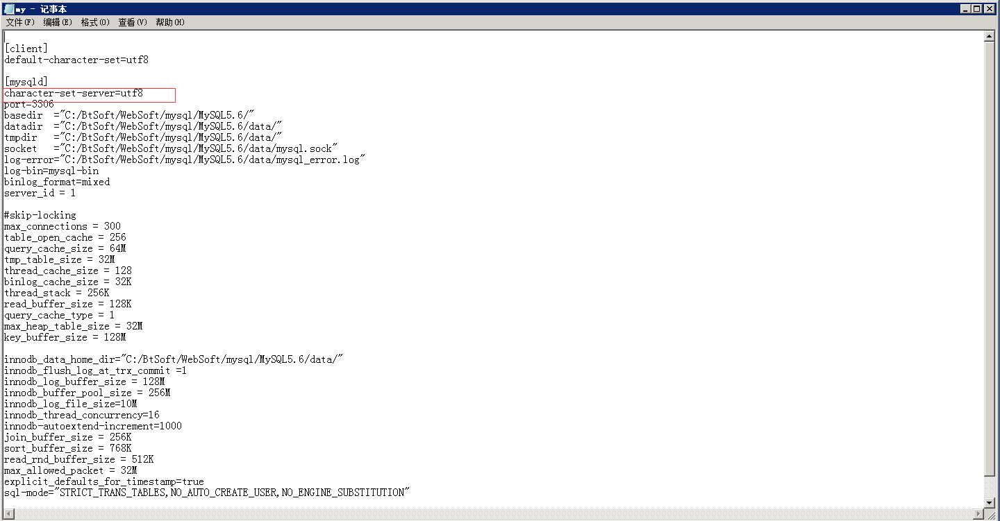 my - 记事本
文件(F) 编辑(E) 格式(O) 查看(V) 帮助(H)
[client]
default-character-set=utf8
[mysqld]
character-set-server=utf8
port=3306
basedir  ="C:/BtSoft/WebSoft/mysql/MySQL5.6/"
datadir  ="C:/BtSoft/WebSoft/mysql/MySQL5.6/data/"
tmpdir   ="C:/BtSoft/WebSoft/mysql/MySQL5.6/data/"
socket   ="C:/BtSoft/WebSoft/mysql/MySQL5.6/data/mysql.sock"
log-error="C:/BtSoft/WebSoft/mysql/MySQL5.6/data/mysql_error.log"
log-bin=mysql-bin
binlog_format=mixed
server_id = 1
#skip-locking
max_connections = 300
table_open_cache = 256
query_cache_size = 64M
tmp_table_size = 32M
thread_cache_size = 128
binlog_cache_size = 32K
thread_stack = 256K
read_buffer_size = 128K
query_cache_type = 1
max_heap_table_size = 32M
key_buffer_size = 128M
innodb_data_home_dir="C:/BtSoft/WebSoft/mysql/MySQL5.6/data/"
innodb_flush_log_at_trx_commit =1
innodb_log_buffer_size = 128M
innodb_buffer_pool_size = 256M
innodb_log_file_size=10M
innodb_thread_concurrency=16
innodb-autoextend-increment=1000
join_buffer_size = 256K
sort_buffer_size = 768K
read_rnd_buffer_size = 512K
max_allowed_packet = 32M
explicit_defaults_for_timestamp=true
sql-mode="STRICT_TRANS_TABLES,NO_AUTO_CREATE_USER,NO_ENGINE_SUBSTITUTION"